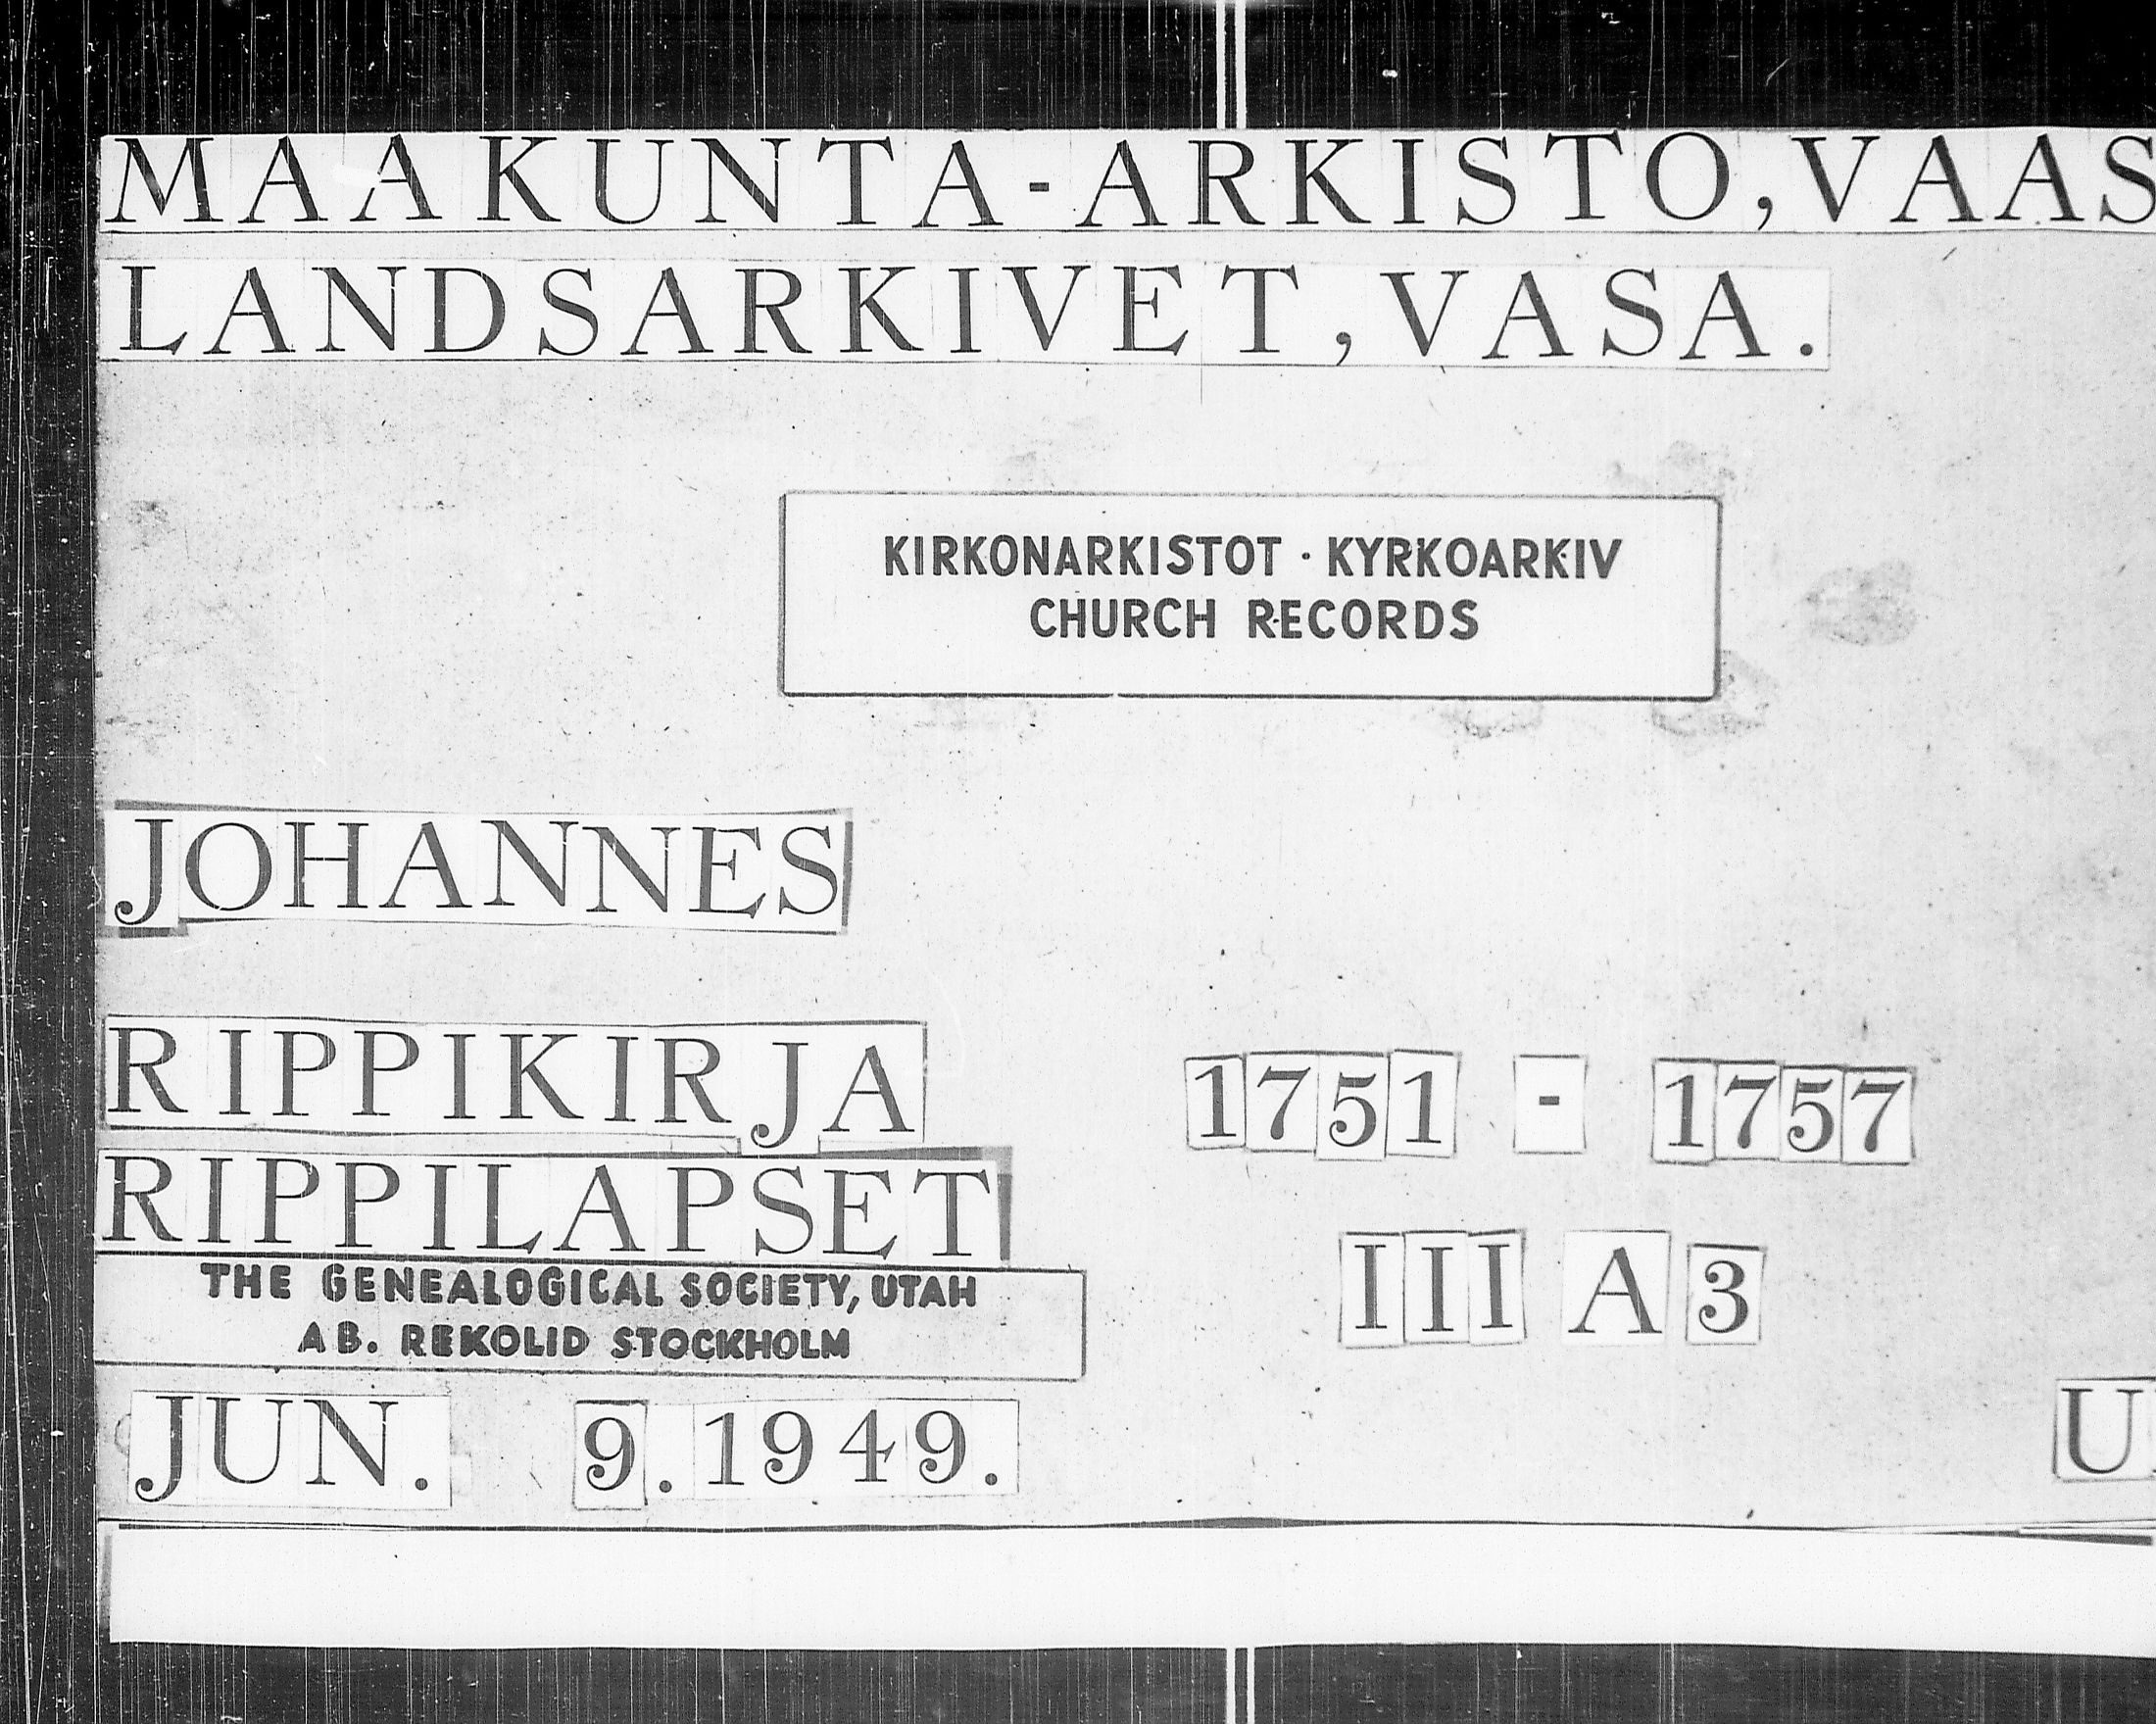 MAAKUNTA-ARKISTO, VAAS
LANDSARKIVET, VASA.
KIRKONARKISTOT · KYRKOARKIV
CHURCH RECORDS
JOHANNES
RIPPIKIRJA 1751 - 1757
RIPPILAPSET
III A 3
THE GENEALOGICAL SOCIETY, UTAH
AB. REKOLID STOCKHOLM
JUN. 9. 1949.
U